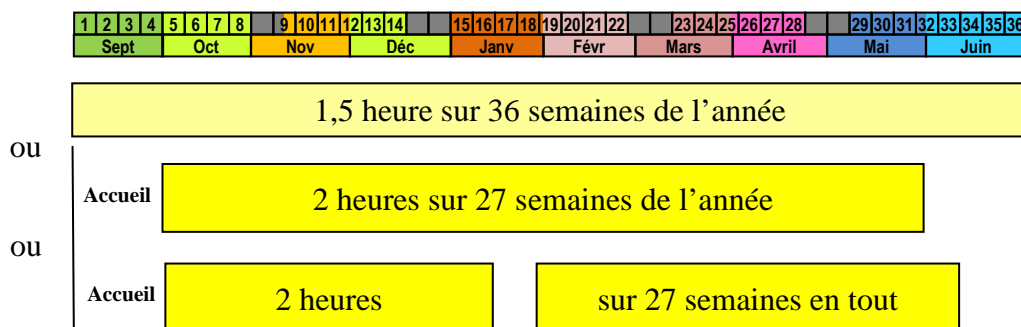 1 2 3 4 5 6 7 8 9 10 11 12 13 14 15 16 17 18 19 20 21 22 23 24 25 26 27 28 29 30 31 32 33 34 35 36
Sept Oct Nov Déc Janv Févr Mars Avril Mai Juin
1,5 heure sur 36 semaines de l’année
ou
Accueil 2 heures sur 27 semaines de l’année
ou
Accueil 2 heures sur 27 semaines en tout